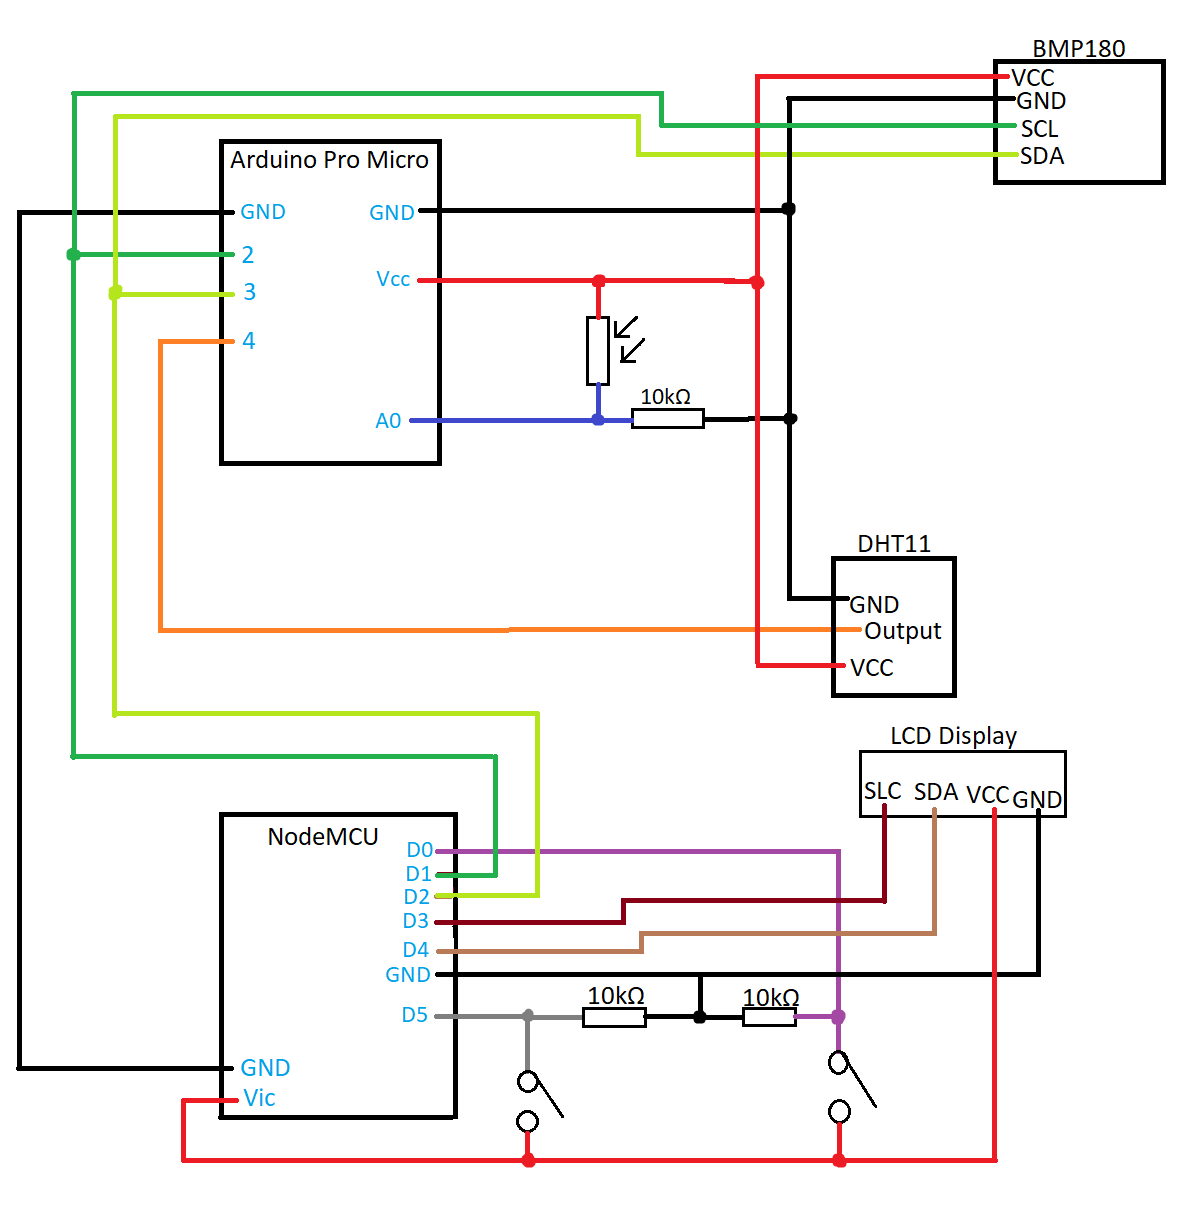 BMP180
VCC
GND
SCL
SDA
Arduino Pro Micro
GND
GND
2
Vcc
3
4
10kΩ
A0
DHT11
GND
Output
VCC
LCD Display
SLC SDA VCC GND
NodeMCU
D0
D1
D2
D3
D4
GND
10kΩ 10kΩ
D5
GND
Vic